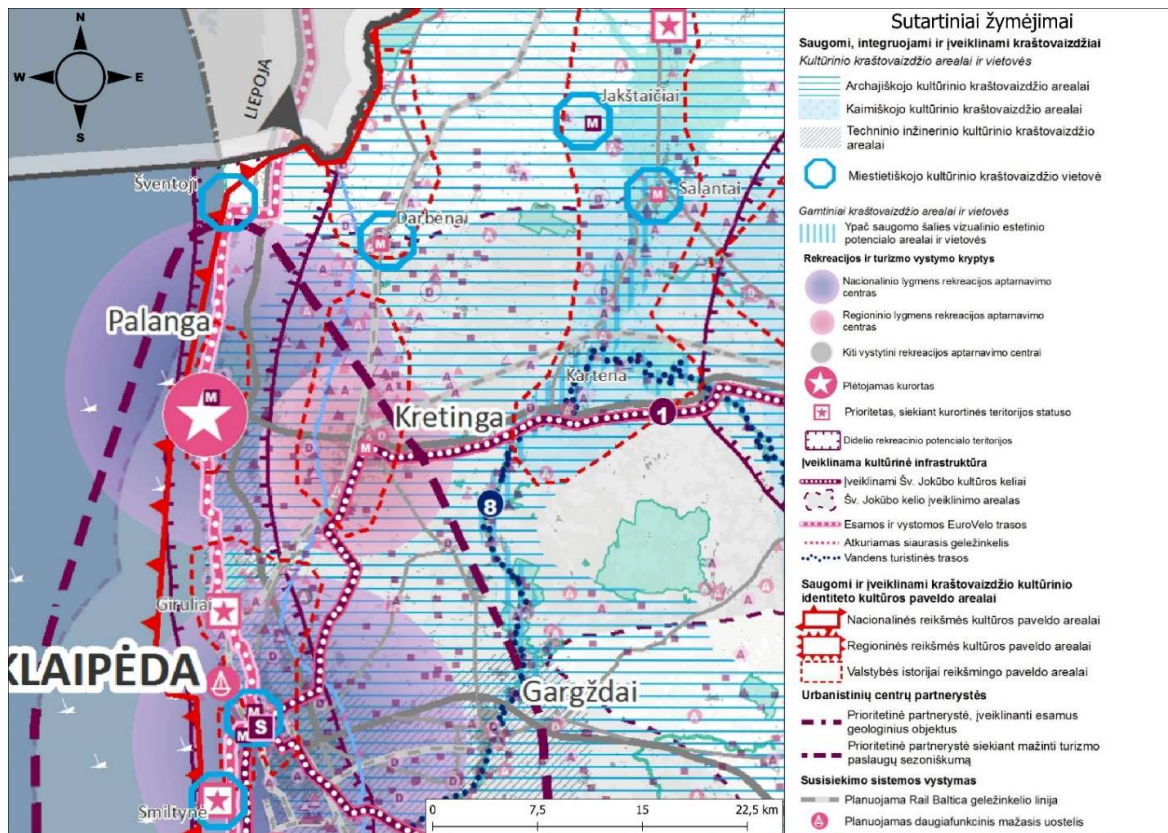 N
W
E
S
LIEPOJA
Šventoji
Jakštaičiai
Salantai
Darbėnai
Palanga
Kartena
Kretinga
1
8
Giruliai
KLAIPĖDA
Gargždai
Smiltynė
M
M
M
M
M
M
M
S
0
7,5
15
22,5 km
Sutartiniai žymėjimai
Saugomi, integruojami ir įveiklinami kraštovaizdžiai
Kultūrinio kraštovaizdžio arealai ir vietovės
Archajiškojo kultūrinio kraštovaizdžio arealai
Kaimiškojo kultūrinio kraštovaizdžio arealai
Techninio inžinerinio kultūrinio kraštovaizdžio
arealai
Miestietiškojo kultūrinio kraštovaizdžio vietovė
Gamtiniai kraštovaizdžio arealai ir vietovės
Ypač saugomo šalies vizualinio estetinio
potencialo arealai ir vietovės
Rekreacijos ir turizmo vystymo kryptys
Nacionalinio lygmens rekreacijos aptarnavimo
centras
Regioninio lygmens rekreacijos aptarnavimo
centras
Kiti vystytini rekreacijos aptarnavimo centrai
Plėtojamas kurortas
Prioritetas, siekiant kurortinės teritorijos statuso
Didelio rekreacinio potencialo teritorijos
Įveiklinama kultūrinė infrastruktūra
Įveiklinami Šv. Jokūbo kultūros keliai
Šv. Jokūbo kelio įveiklinimo arealas
Esamos ir vystomos EuroVelo trasos
Atkuriamas siaurasis geležinkelis
Vandens turistinės trasos
Saugomi ir įveiklinami kraštovaizdžio kultūrinio
identiteto kultūros paveldo arealai
Nacionalinės reikšmės kultūros paveldo arealai
Regioninės reikšmės kultūros paveldo arealai
Valstybės istorijai reikšmingo paveldo arealai
Urbanistinių centrų partnerystės
Prioritetinė partnerystė, įveiklinanti esamus
geologinius objektus
Prioritetinė partnerystė siekiant mažinti turizmo
paslaugų sezoniškumą
Susisiekimo sistemos vystymas
Planuojama Rail Baltica geležinkelio linija
Planuojamas daugiafunkcinis mažasis uostelis